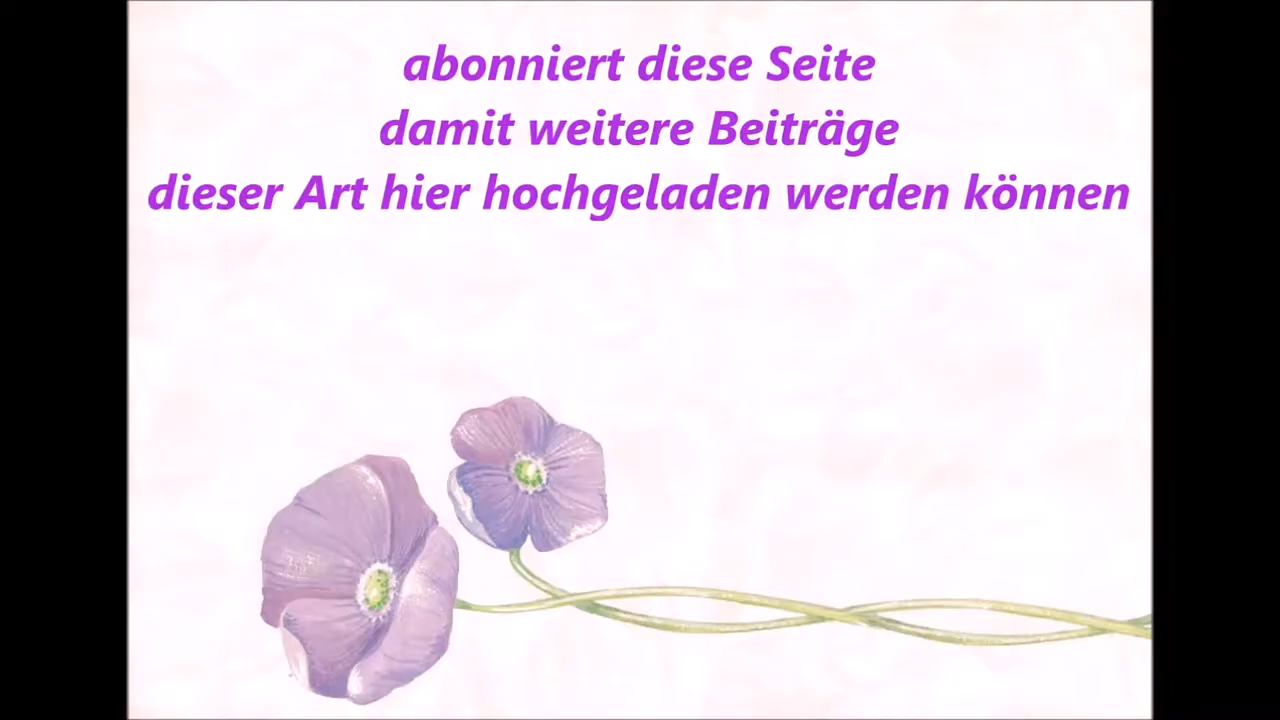 abonniert diese Seite
damit weitere Beiträge
dieser Art hier hochgeladen werden können